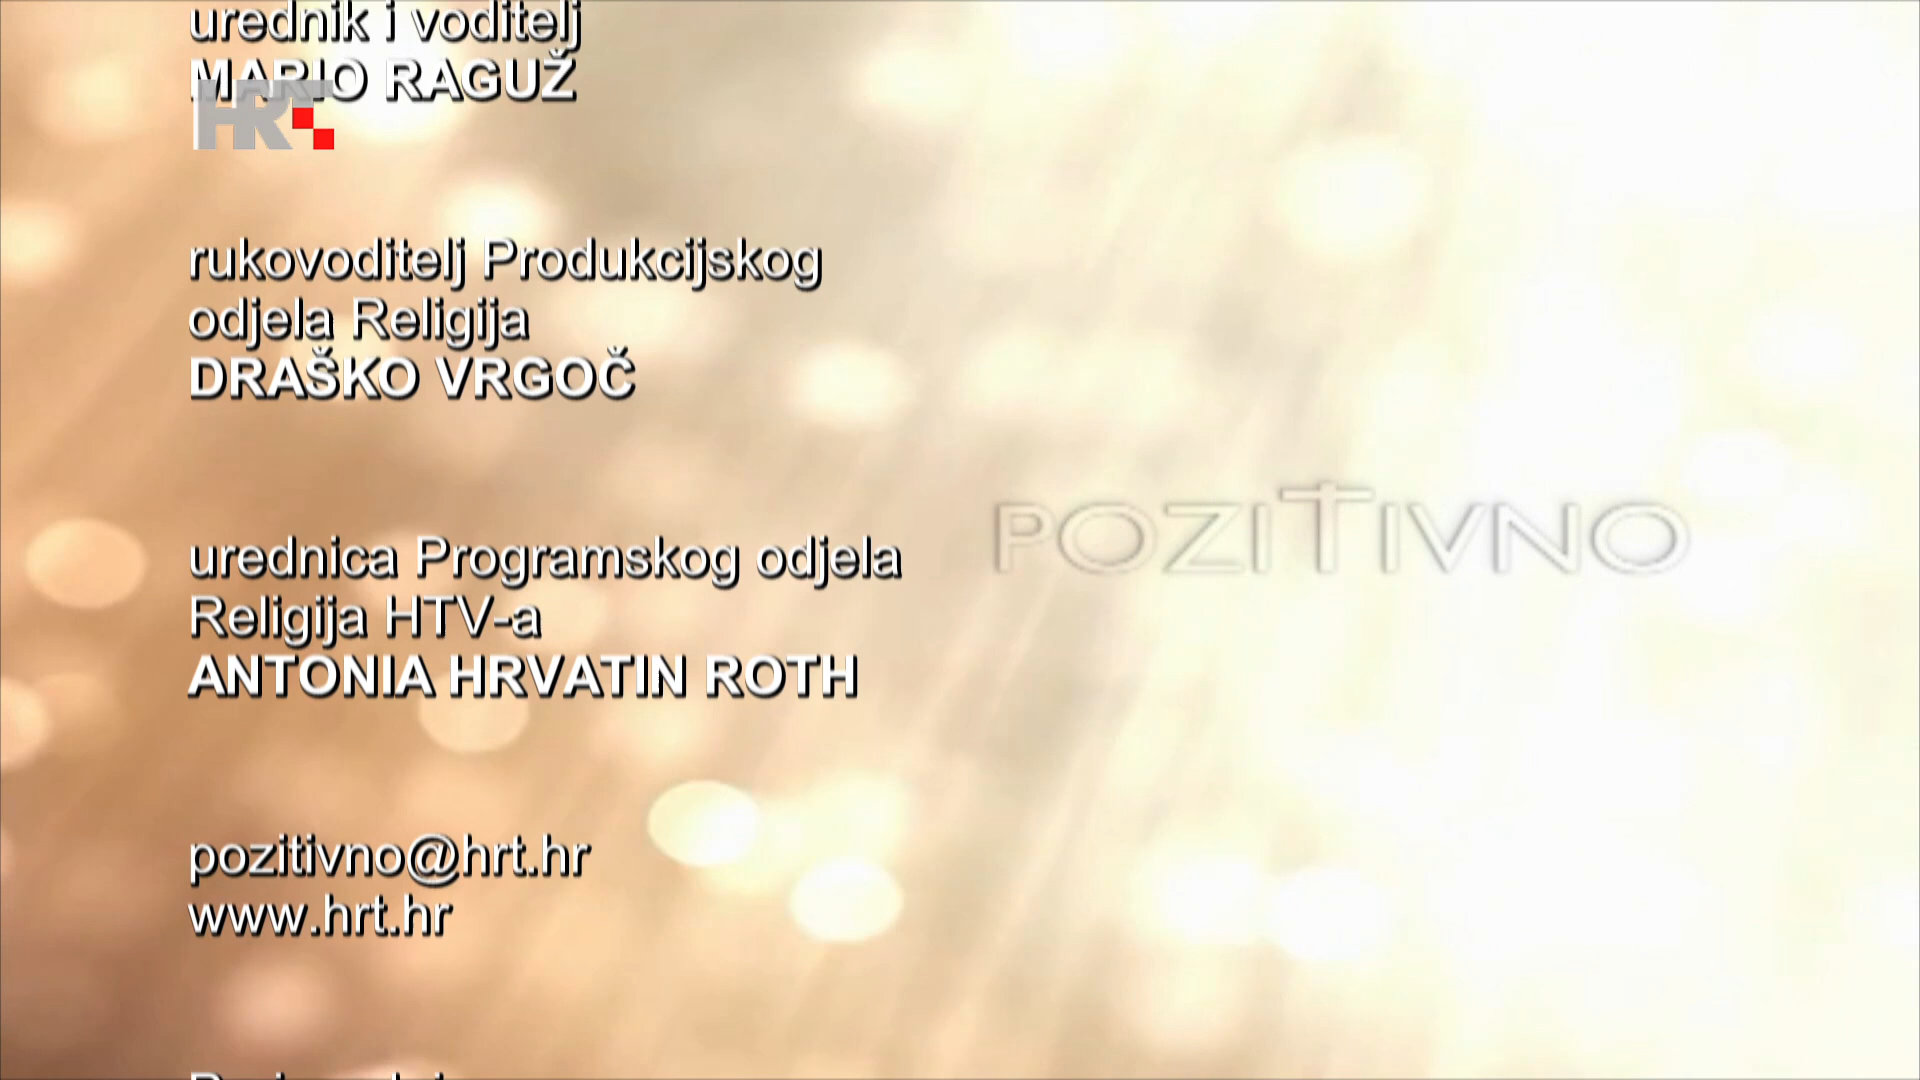 urednik i voditelj
MARIO RAGUŽ
HRT
rukovoditelj Produkcijskog
odjela Religija
DRAŠKO VRGOČ
POZITIVNO
urednica Programskog odjela
Religija HTV-a
ANTONIA HRVATIN ROTH
pozitivno@hrt.hr
www.hrt.hr